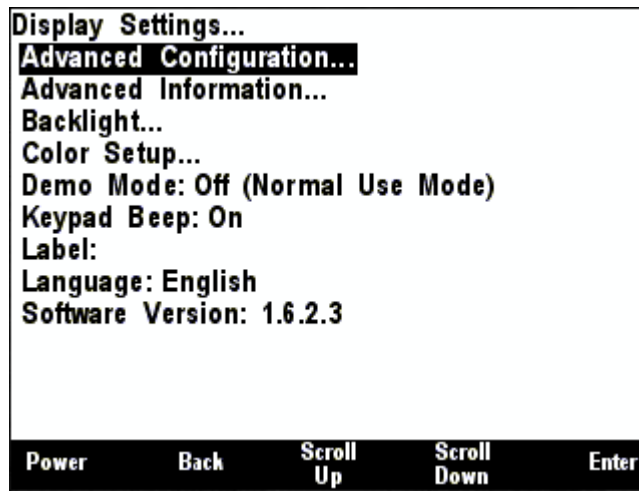 Display Settings...
Advanced Configuration...
Advanced Information...
Backlight...
Color Setup...
Demo Mode: Off (Normal Use Mode)
Keypad Beep: On
Label:
Language: English
Software Version: 1.6.2.3
Power Back Scroll Up Scroll Down Enter